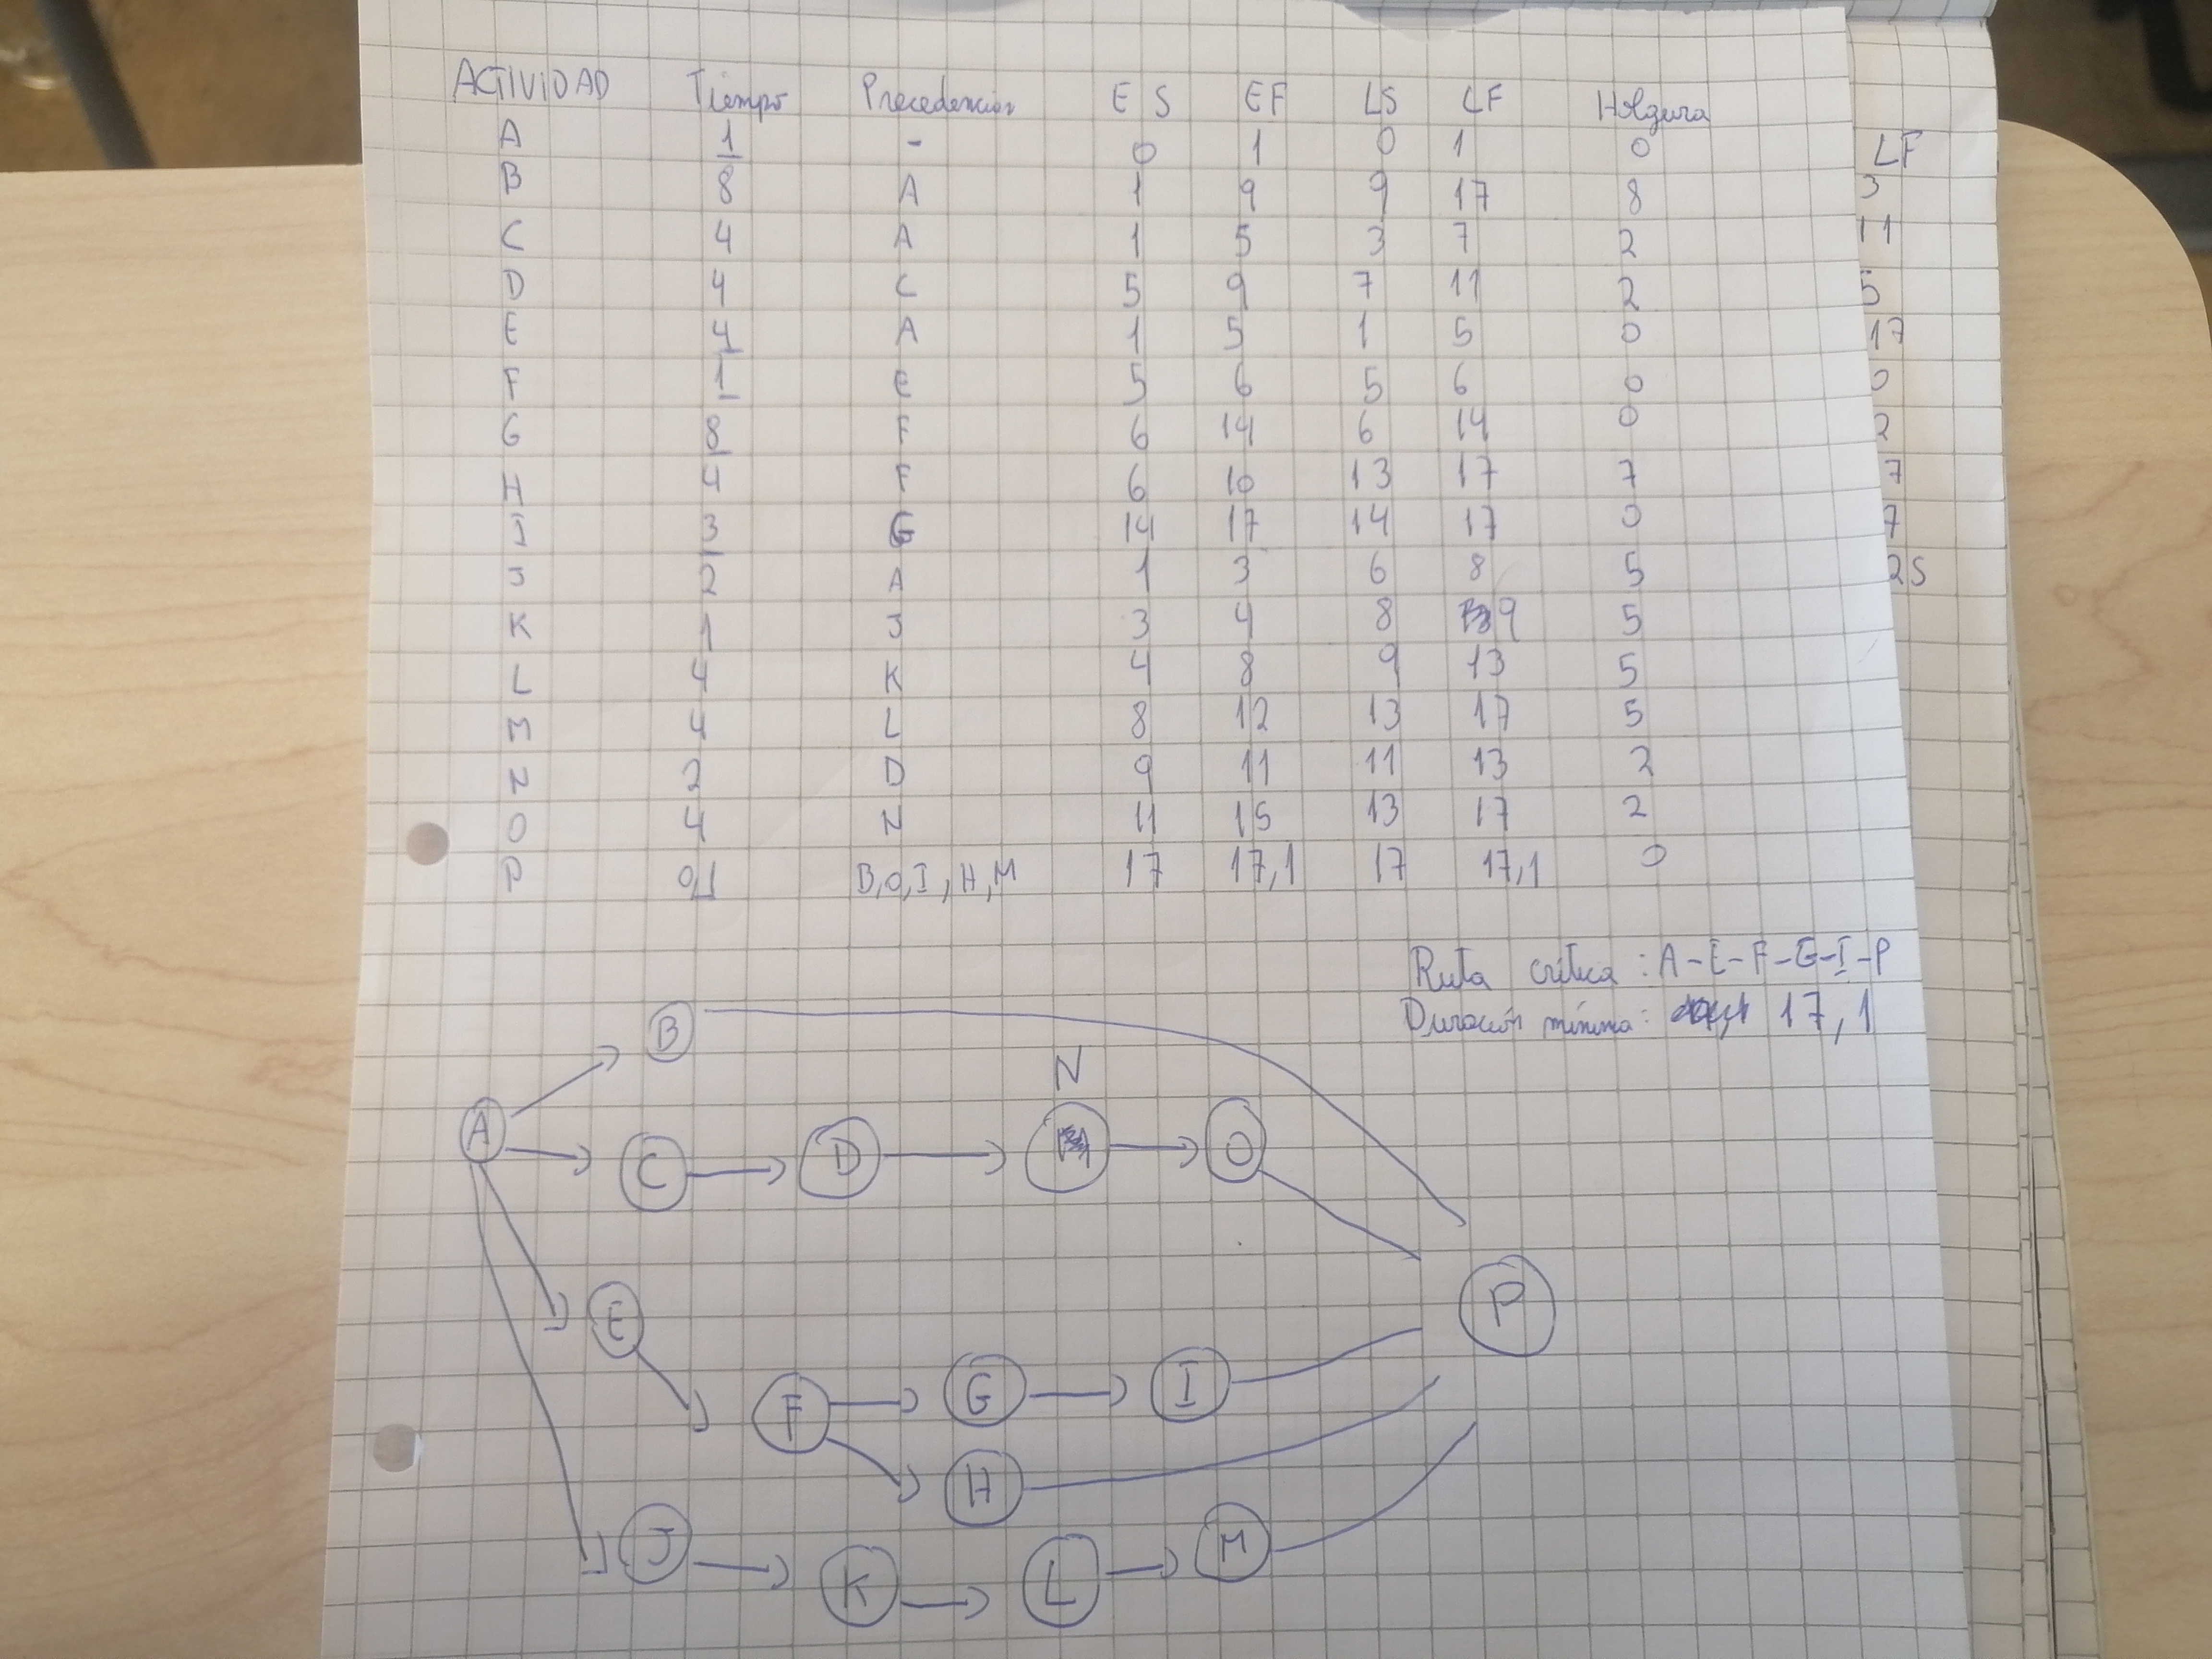 ACTIVIDAD Tiempo Precedencias ES EF LS LF Holgura
A 1 - 0 1 0 1 0 LF
B 8 A 1 9 9 17 8 3
C 4 A 1 5 3 7 2 11
D 4 C 5 9 7 11 2 5
E 4 A 1 5 1 5 0 17
F 1 E 5 6 5 6 0 0
G 8 F 6 14 6 14 0 2
H 4 F 6 10 13 17 7 7
I 3 G 14 17 14 17 0 7
J 2 A 1 3 6 8 5 25
K 1 J 3 4 8 9 5
L 4 K 4 8 9 13 5
M 4 L 8 12 13 17 5
N 2 D 9 11 11 13 2
O 4 N 11 15 13 17 2
P 0,1 B,O,I,H,M 17 17,1 17 17,1 0
Ruta crítica: A-E-F-G-I-P
Duración mínima: 17,1
B
N
A C D O
E P
F G I
H
J K L M